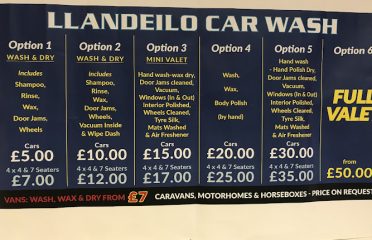 LLANDEILO CAR WASH
Option 1
WASH & DRY
Includes
Shampoo,
Rinse,
Wax,
Door Jams,
Wheels
Cars
£5.00
4 x 4 & 7 Seaters
£7.00
Option 2
WASH & DRY
Includes
Shampoo,
Rinse,
Wax,
Door Jams,
Wheels,
Vacuum Inside
& Wipe Dash
Cars
£10.00
4 x 4 & 7 Seaters
£12.00
Option 3
MINI VALET
Hand wash-wax dry,
Door Jams cleaned,
Vacuum,
Windows (In & Out)
Interior Polished,
Wheels Cleaned,
Tyre Silk,
Mats Washed
& Air Freshener
Cars
£15.00
4 x 4 & 7 Seaters
£17.00
Option 4
Wash,
Wax,
Body Polish
(by hand)
Cars
£20.00
4 x 4 & 7 Seaters
£25.00
Option 5
Hand wash
- Hand Polish Dry,
Door Jams cleaned,
Vacuum,
Windows (In & Out)
Interior Polished,
Wheels Cleaned,
Tyre Silk,
Mats Washed
& Air Freshener
Cars
£30.00
4 x 4 & 7 Seaters
£35.00
Option 6
FULL
VALET
from
£50.00
VANS: WASH, WAX & DRY FROM £7 CARAVANS, MOTORHOMES & HORSEBOXES - PRICE ON REQUEST